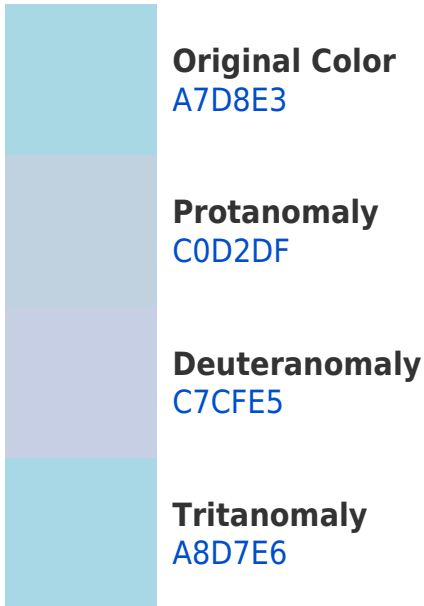 Original Color
A7D8E3
Protanomaly
C0D2DF
Deuteranomaly
C7CFE5
Tritanomaly
A8D7E6